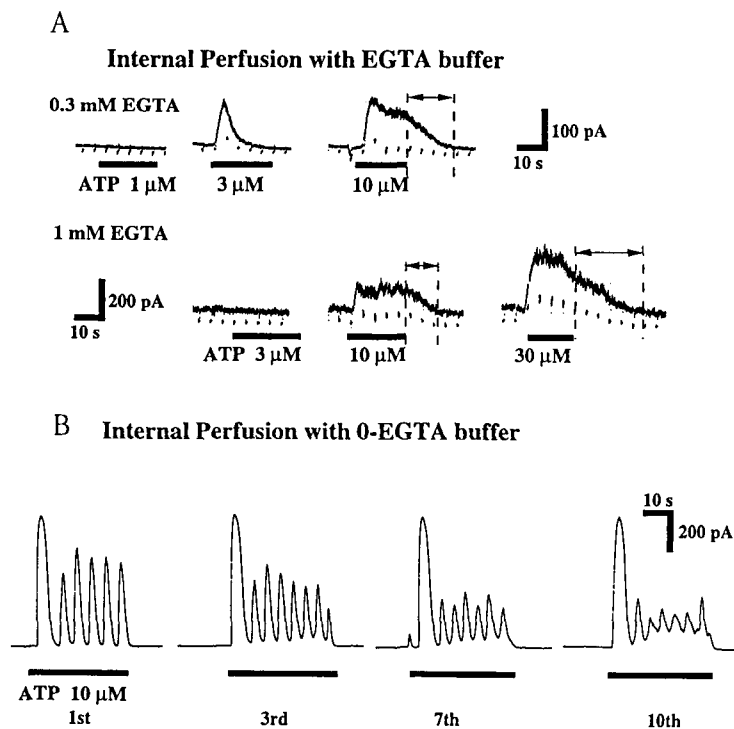 A
Internal Perfusion with EGTA buffer
0.3 mM EGTA
100 pA
10 s
ATP 1 μM
3 μM
10 μM
1 mM EGTA
200 pA
10 s
ATP 3 μM
10 μM
30 μM
B Internal Perfusion with 0-EGTA buffer
10 s
200 pA
ATP 10 μM
1st
3rd
7th
10th